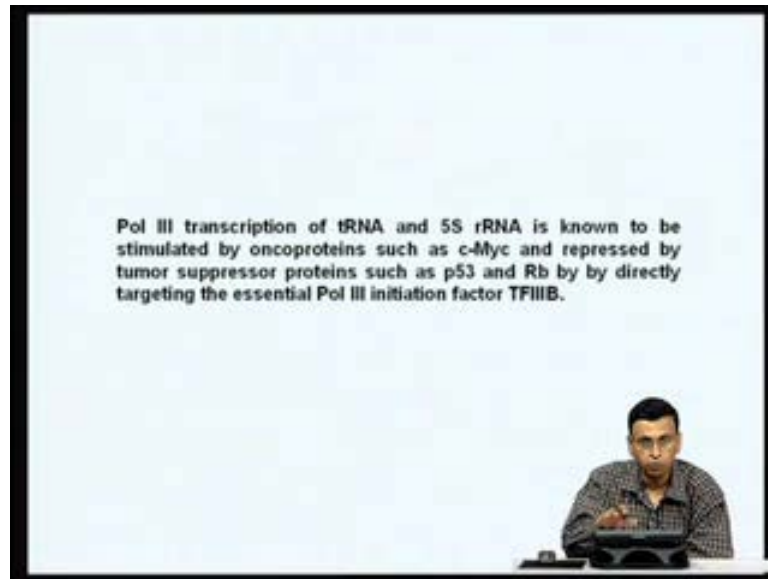 Pol III transcription of tRNA and 5S rRNA is known to be
stimulated by oncoproteins such as c-Myc and repressed by
tumor suppressor proteins such as p53 and Rb by by directly
targeting the essential Pol III initiation factor TFIIIB.